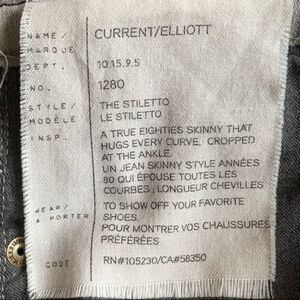 NAME / CURRENT/ELLIOTT
MARQUE
DEPT. 10.15.9.5
NO. 1280
STYLE / THE STILETTO
MODÈLE LE STILETTO
INSP. A TRUE EIGHTIES SKINNY THAT
HUGS EVERY CURVE, CROPPED
AT THE ANKLE.
UN JEAN SKINNY STYLE ANNÉES
80 QUI ÉPOUSE TOUTES LES
COURBES; LONGUEUR CHEVILLES
WEAR / TO SHOW OFF YOUR FAVORITE
À PORTER SHOES.
POUR MONTRER VOS CHAUSSURES
PRÉFÉRÉES
CODE RN#105230/CA#58350